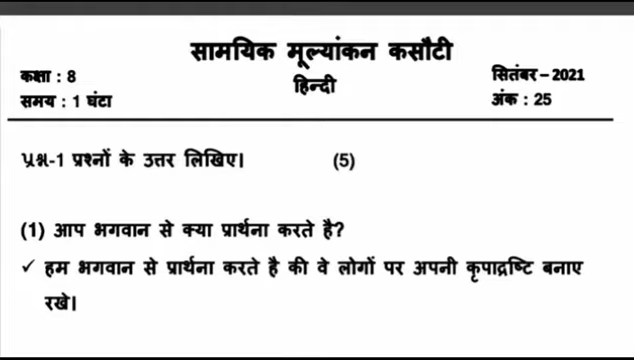 सामयिक मूल्यांकन कसौटी
कक्षा : 8
हिन्दी
सितंबर – 2021
समय : 1 घंटा
अंक : 25
प्रश्न-1 प्रश्नों के उत्तर लिखिए। (5)
(1) आप भगवान से क्या प्रार्थना करते है?
✓ हम भगवान से प्रार्थना करते है की वे लोगों पर अपनी कृपाद्रष्टि बनाए
रखे।